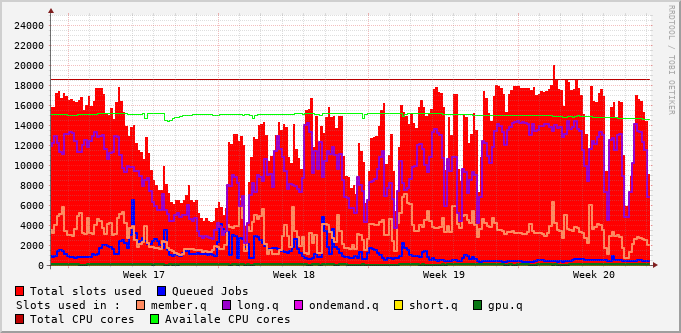 RRDTOOL / TOBI OETIKER
24000
22000
20000
18000
16000
14000
12000
10000
8000
6000
4000
2000
0
Week 17 Week 18 Week 19 Week 20
Total slots used Queued Jobs
Slots used in : member.q long.q ondemand.q short.q gpu.q
Total CPU cores Availale CPU cores